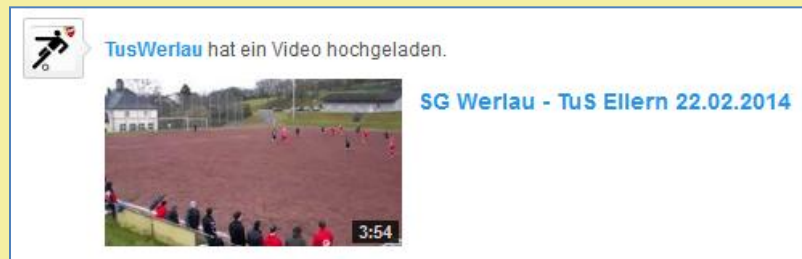 TusWerlau hat ein Video hochgeladen.
SG Werlau - TuS Ellern 22.02.2014
3:54